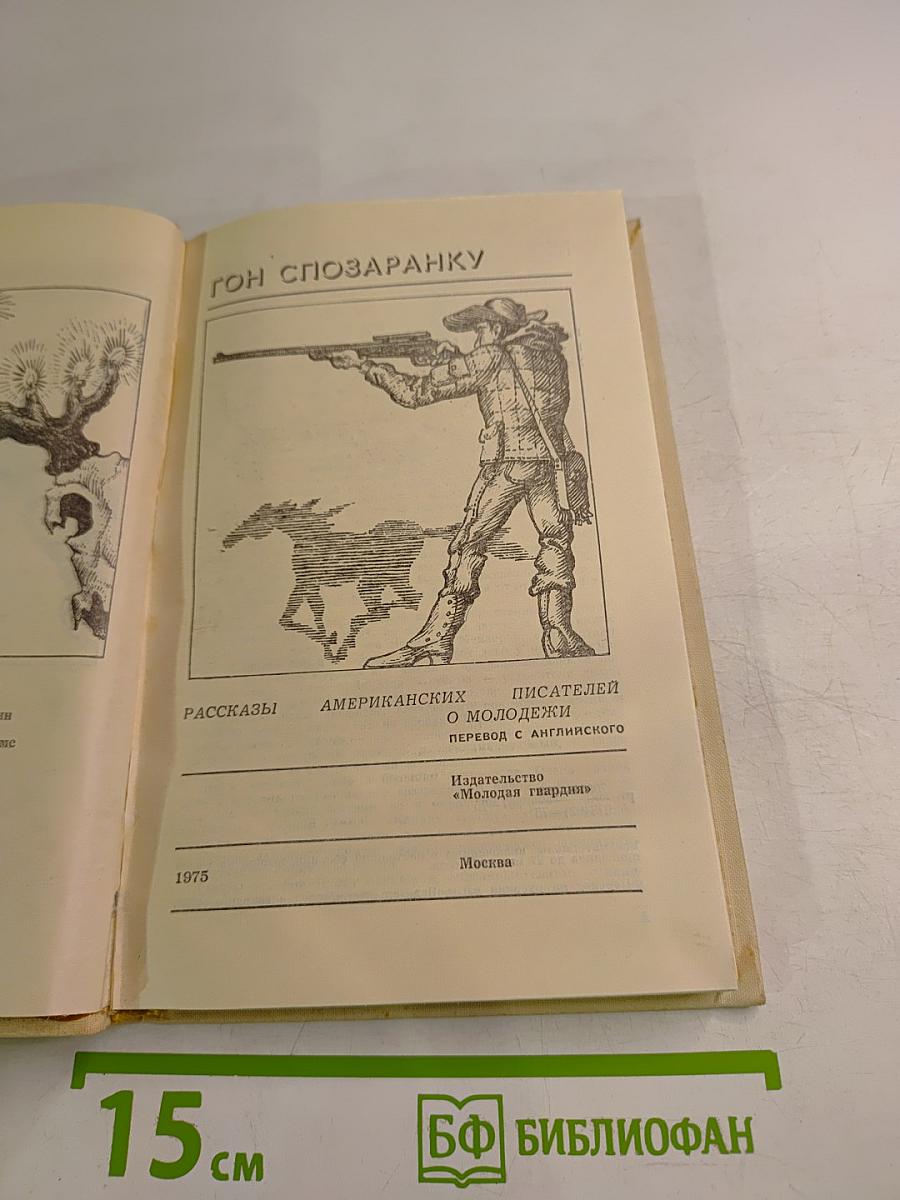 ГОН СПОЗАРАНКУ
РАССКАЗЫ АМЕРИКАНСКИХ ПИСАТЕЛЕЙ
О МОЛОДЕЖИ
ПЕРЕВОД С АНГЛИЙСКОГО
Издательство
«Молодая гвардия»
1975 Москва
15 см
БФ БИБЛИОФАН